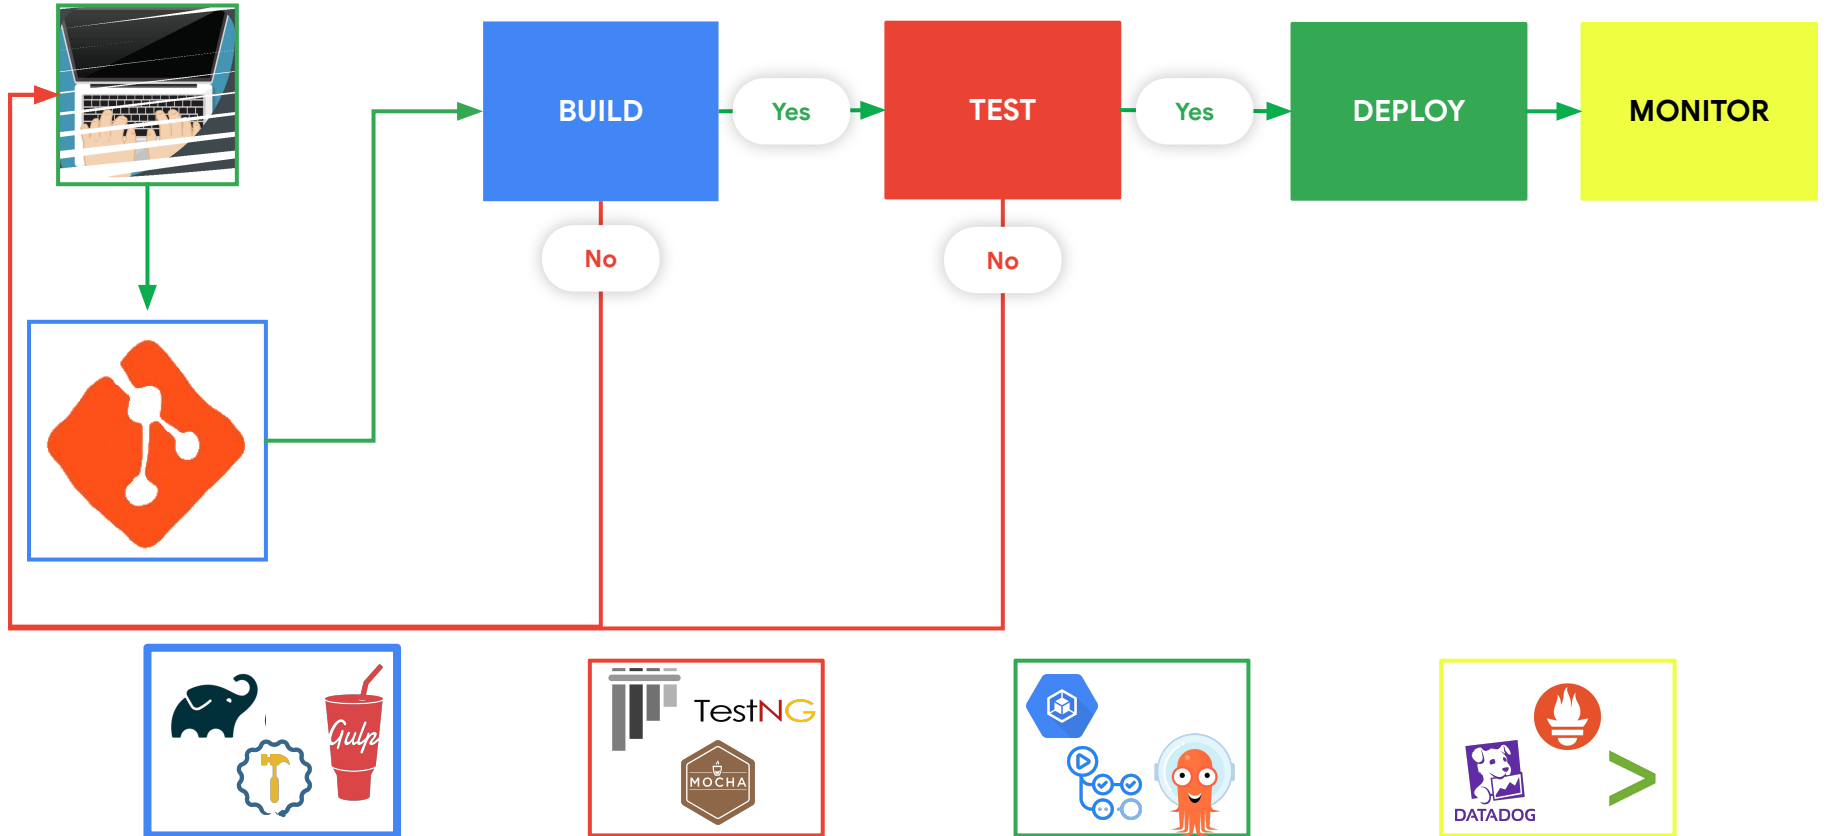 BUILD
Yes
TEST
Yes
DEPLOY
MONITOR
No
No
Gulp
TestNG
MOCHA
DATADOG
>